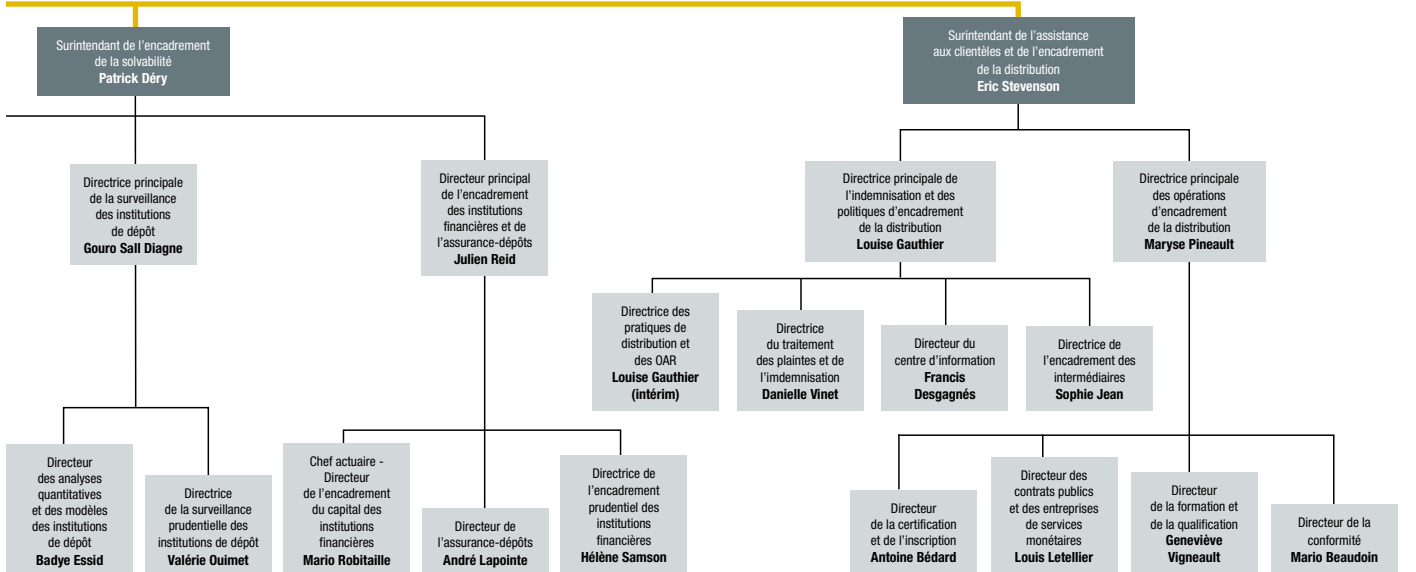 Surintendant de l'encadrement
de la solvabilité
Patrick Déry
Surintendant de l'assistance
aux clientèles et de l'encadrement
de la distribution
Eric Stevenson
Directrice principale
de la surveillance
des institutions
de dépôt
Gouro Sall Diagne
Directeur principal
de l'encadrement
des institutions
financières et de
l'assurance-dépôts
Julien Reid
Directrice principale de
l'indemnisation et des
politiques d'encadrement
de la distribution
Louise Gauthier
Directrice principale
des opérations
d'encadrement
de la distribution
Maryse Pineault
Directrice des
pratiques de
distribution et
des OAR
Louise Gauthier
(intérim)
Directrice
du traitement
des plaintes et de
l'imdemnisation
Danielle Vinet
Directeur du
centre d'information
Francis
Desgagnés
Directrice de
l'encadrement des
intermédiaires
Sophie Jean
Directeur
des analyses
quantitatives
et des modèles
des institutions
de dépôt
Badye Essid
Directrice
de la surveillance
prudentielle des
institutions de dépôt
Valérie Ouimet
Chef actuaire -
Directeur
de l'encadrement
du capital des
institutions
financières
Mario Robitaille
Directeur de
l'assurance-dépôts
André Lapointe
Directrice de
l'encadrement
prudentiel des
institutions
financières
Hélène Samson
Directeur
de la certification
et de l'inscription
Antoine Bédard
Directeur des
contrats publics
et des entreprises
de services
monétaires
Louis Letellier
Directeur
de la formation et
de la qualification
Geneviève
Vigneault
Directeur de la
conformité
Mario Beaudoin